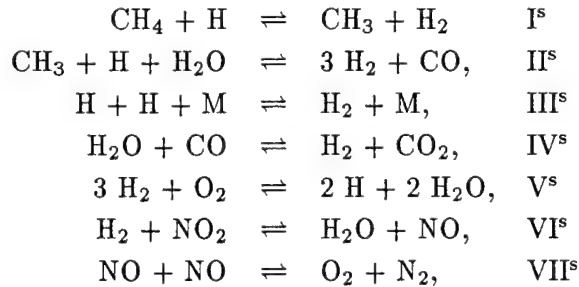 CH₄ + H ⇌ CH₃ + H₂ Iˢ
CH₃ + H + H₂O ⇌ 3 H₂ + CO, IIˢ
H + H + M ⇌ H₂ + M, IIIˢ
H₂O + CO ⇌ H₂ + CO₂, IVˢ
3 H₂ + O₂ ⇌ 2 H + 2 H₂O, Vˢ
H₂ + NO₂ ⇌ H₂O + NO, VIˢ
NO + NO ⇌ O₂ + N₂, VIIˢ